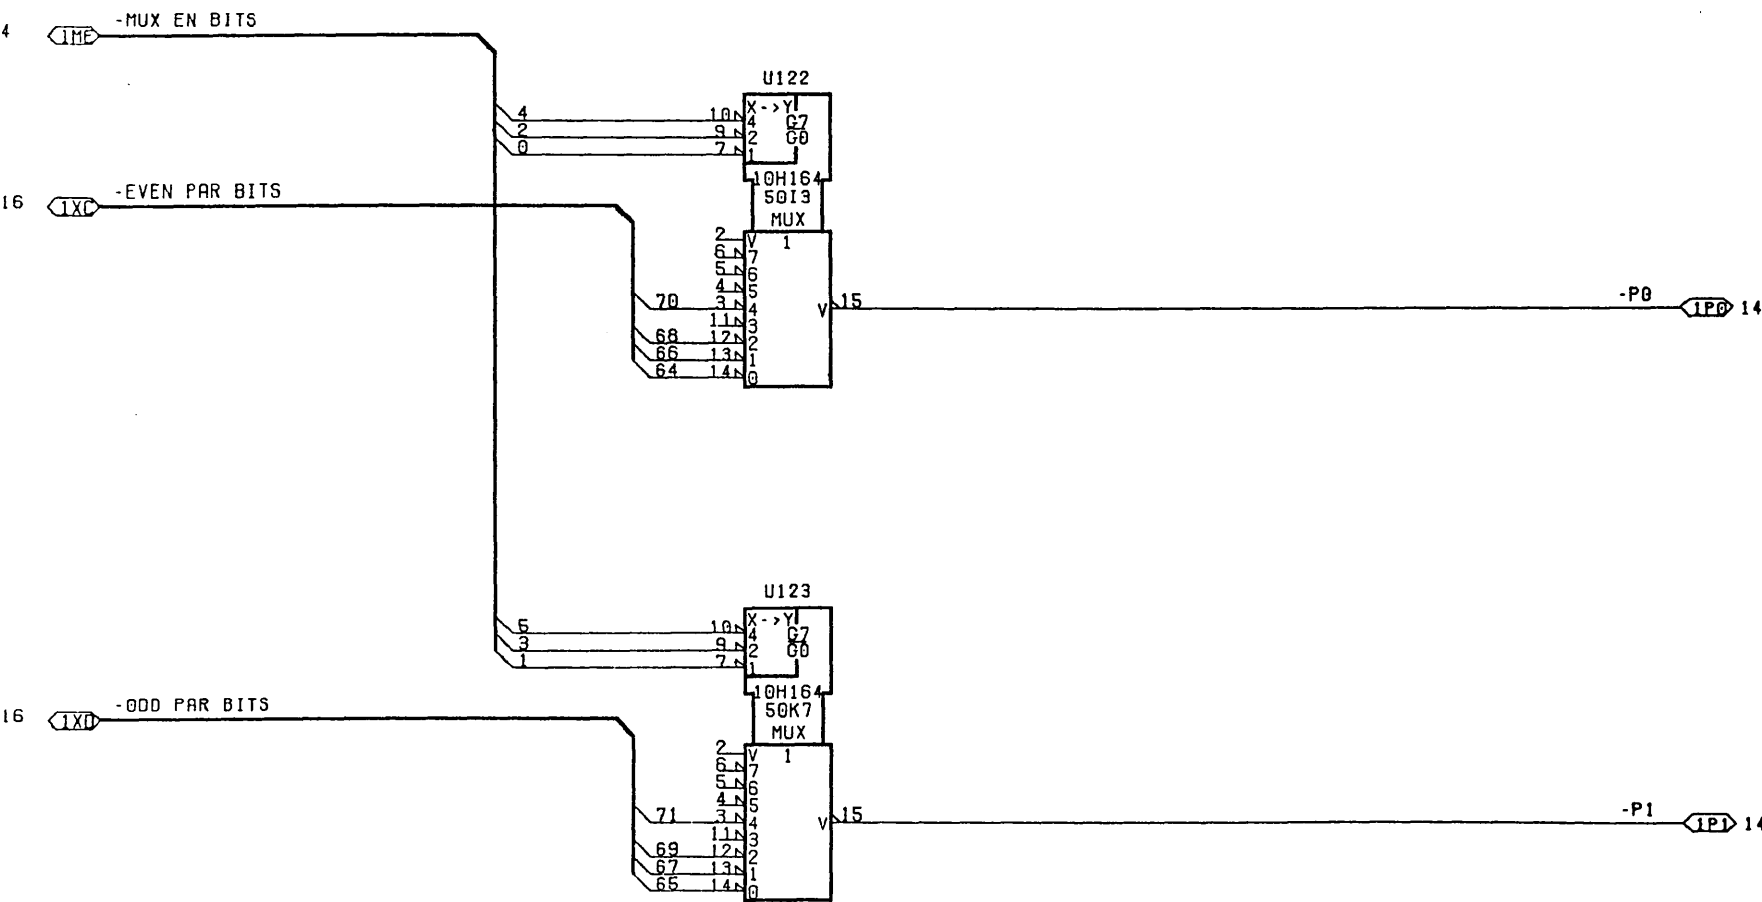 -MUX EN BITS
4 1ME
U122
X->Y
4 10 4
G7
2 9 2
G0
0 7 1
10H164
-EVEN PAR BITS
50I3
16 1XC
MUX
2 V 1
6 7
5 6
4 5
70 3 4 V 15 -P0 1P0 14
11 3
68 12 2
66 13 1
64 14 0
U123
X->Y
5 10 4
G7
3 9 2
G0
1 7 1
10H164
-ODD PAR BITS
50K7
16 1XD
MUX
2 V 1
6 7
5 6
4 5
71 3 4 V 15 -P1 1P1 14
11 3
69 12 2
67 13 1
65 14 0